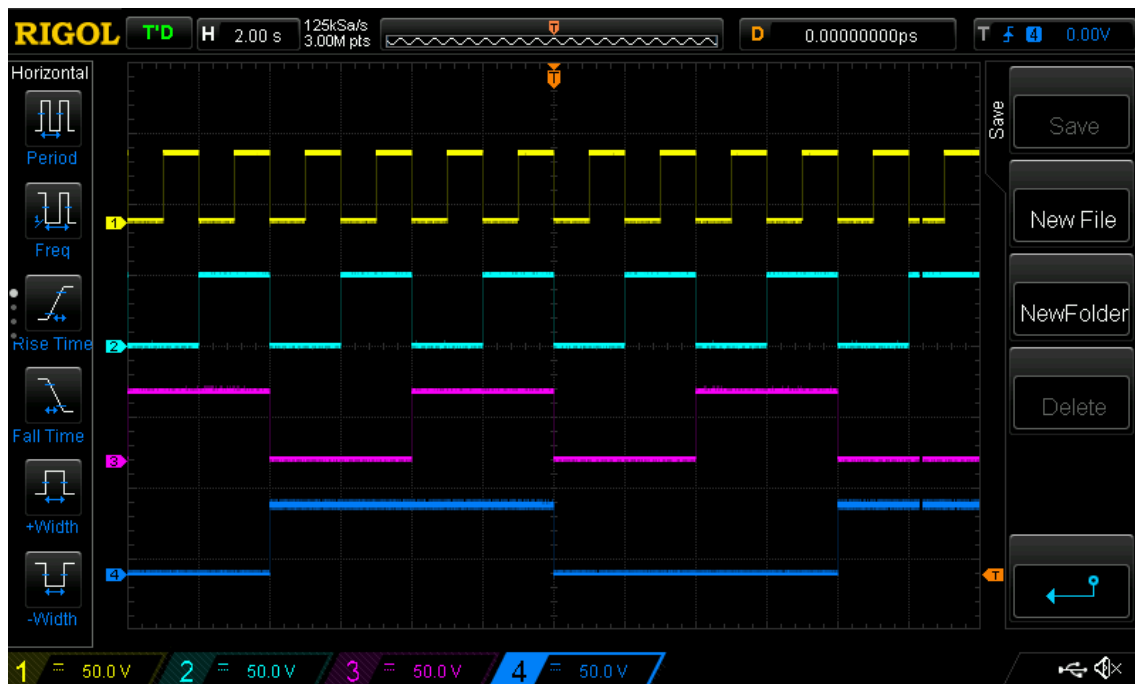 RIGOL T'D H 2.00 s 125kSa/s 3.00M pts T D 0.00000000ps T 4 0.00V
Horizontal
Period
Freq
Rise Time
Fall Time
+Width
-Width
T
1
2
3
4
T
Save
Save
New File
NewFolder
Delete
1 50.0 V 2 50.0 V 3 50.0 V 4 50.0 V